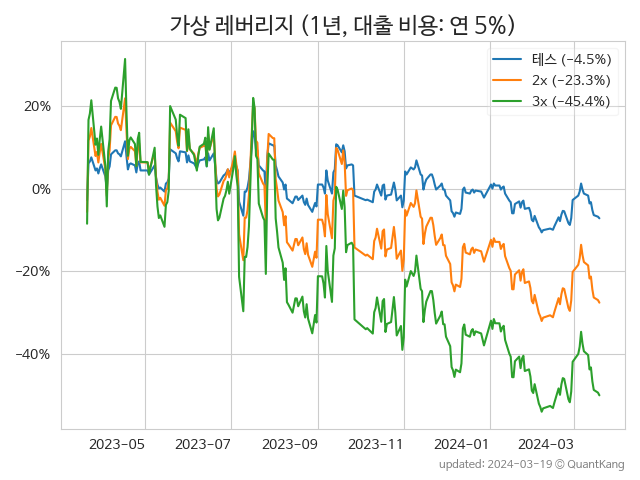 가상 레버리지 (1년, 대출 비용: 연 5%)
테스 (−4.5%)
2x (−23.3%)
3x (−45.4%)
20%
0%
−20%
−40%
2023−05 2023−07 2023−09 2023−11 2024−01 2024−03
updated: 2024-03-19 © QuantKang